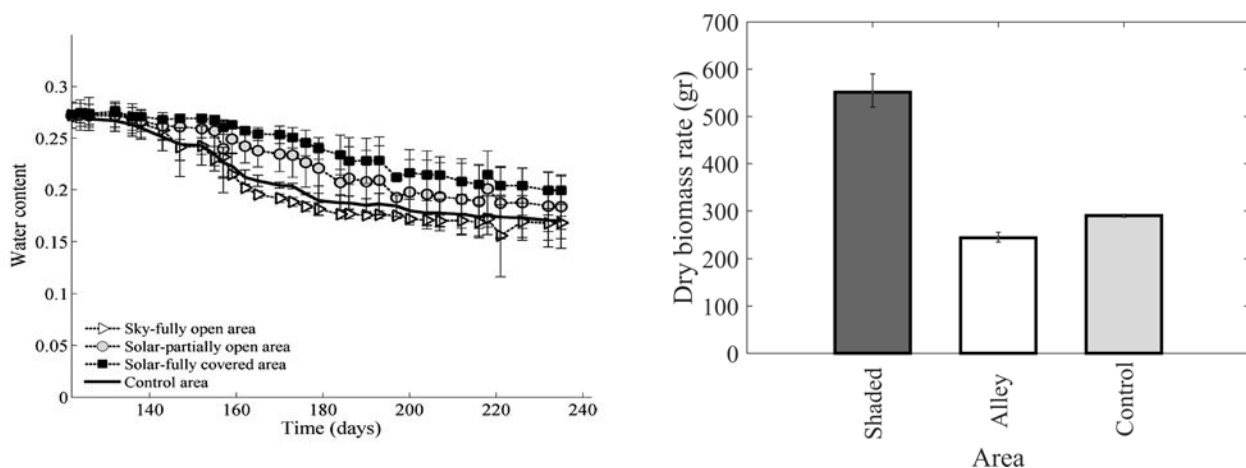 Water content
0.3
0.25
0.2
0.15
0.1
0.05
0
Sky-fully open area
Solar-partially open area
Solar-fully covered area
Control area
140 160 180 200 220 240
Time (days)
Dry biomass rate (gr)
700
600
500
400
300
200
100
0
Shaded
Alley
Control
Area